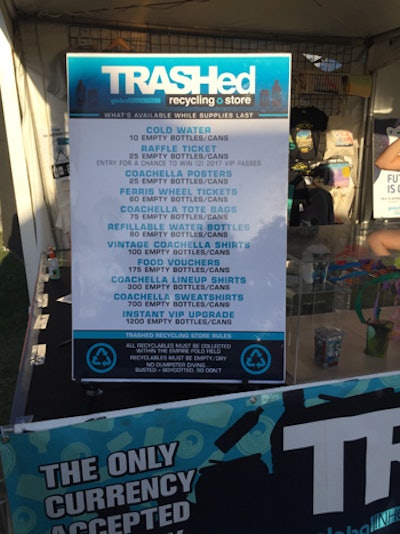 TRASHed
recycling store
WHAT'S AVAILABLE WHILE SUPPLIES LAST
COLD WATER
10 EMPTY BOTTLES/CANS
RAFFLE TICKET
25 EMPTY BOTTLES/CANS
ENTRY FOR A CHANCE TO WIN (2) 2017 VIP PASSES
COACHELLA POSTERS
25 EMPTY BOTTLES/CANS
FERRIS WHEEL TICKETS
60 EMPTY BOTTLES/CANS
COACHELLA TOTE BAGS
75 EMPTY BOTTLES/CANS
REFILLABLE WATER BOTTLES
80 EMPTY BOTTLES/CANS
VINTAGE COACHELLA SHIRTS
100 EMPTY BOTTLES/CANS
FOOD VOUCHERS
175 EMPTY BOTTLES/CANS
COACHELLA LINEUP SHIRTS
300 EMPTY BOTTLES/CANS
COACHELLA SWEATSHIRTS
700 EMPTY BOTTLES/CANS
INSTANT VIP UPGRADE
1200 EMPTY BOTTLES/CANS
TRASHED RECYCLING STORE RULES
ALL RECYCLABLES MUST BE COLLECTED
WITHIN THE EMPIRE POLO FIELD
RECYCLABLES MUST BE EMPTY/DRY
NO DUMPSTER DIVING
BUSTED = BOYCOTTED, SO DON'T
FU
IS
THE ONLY
CURRENCY
ACCEPTED
TR